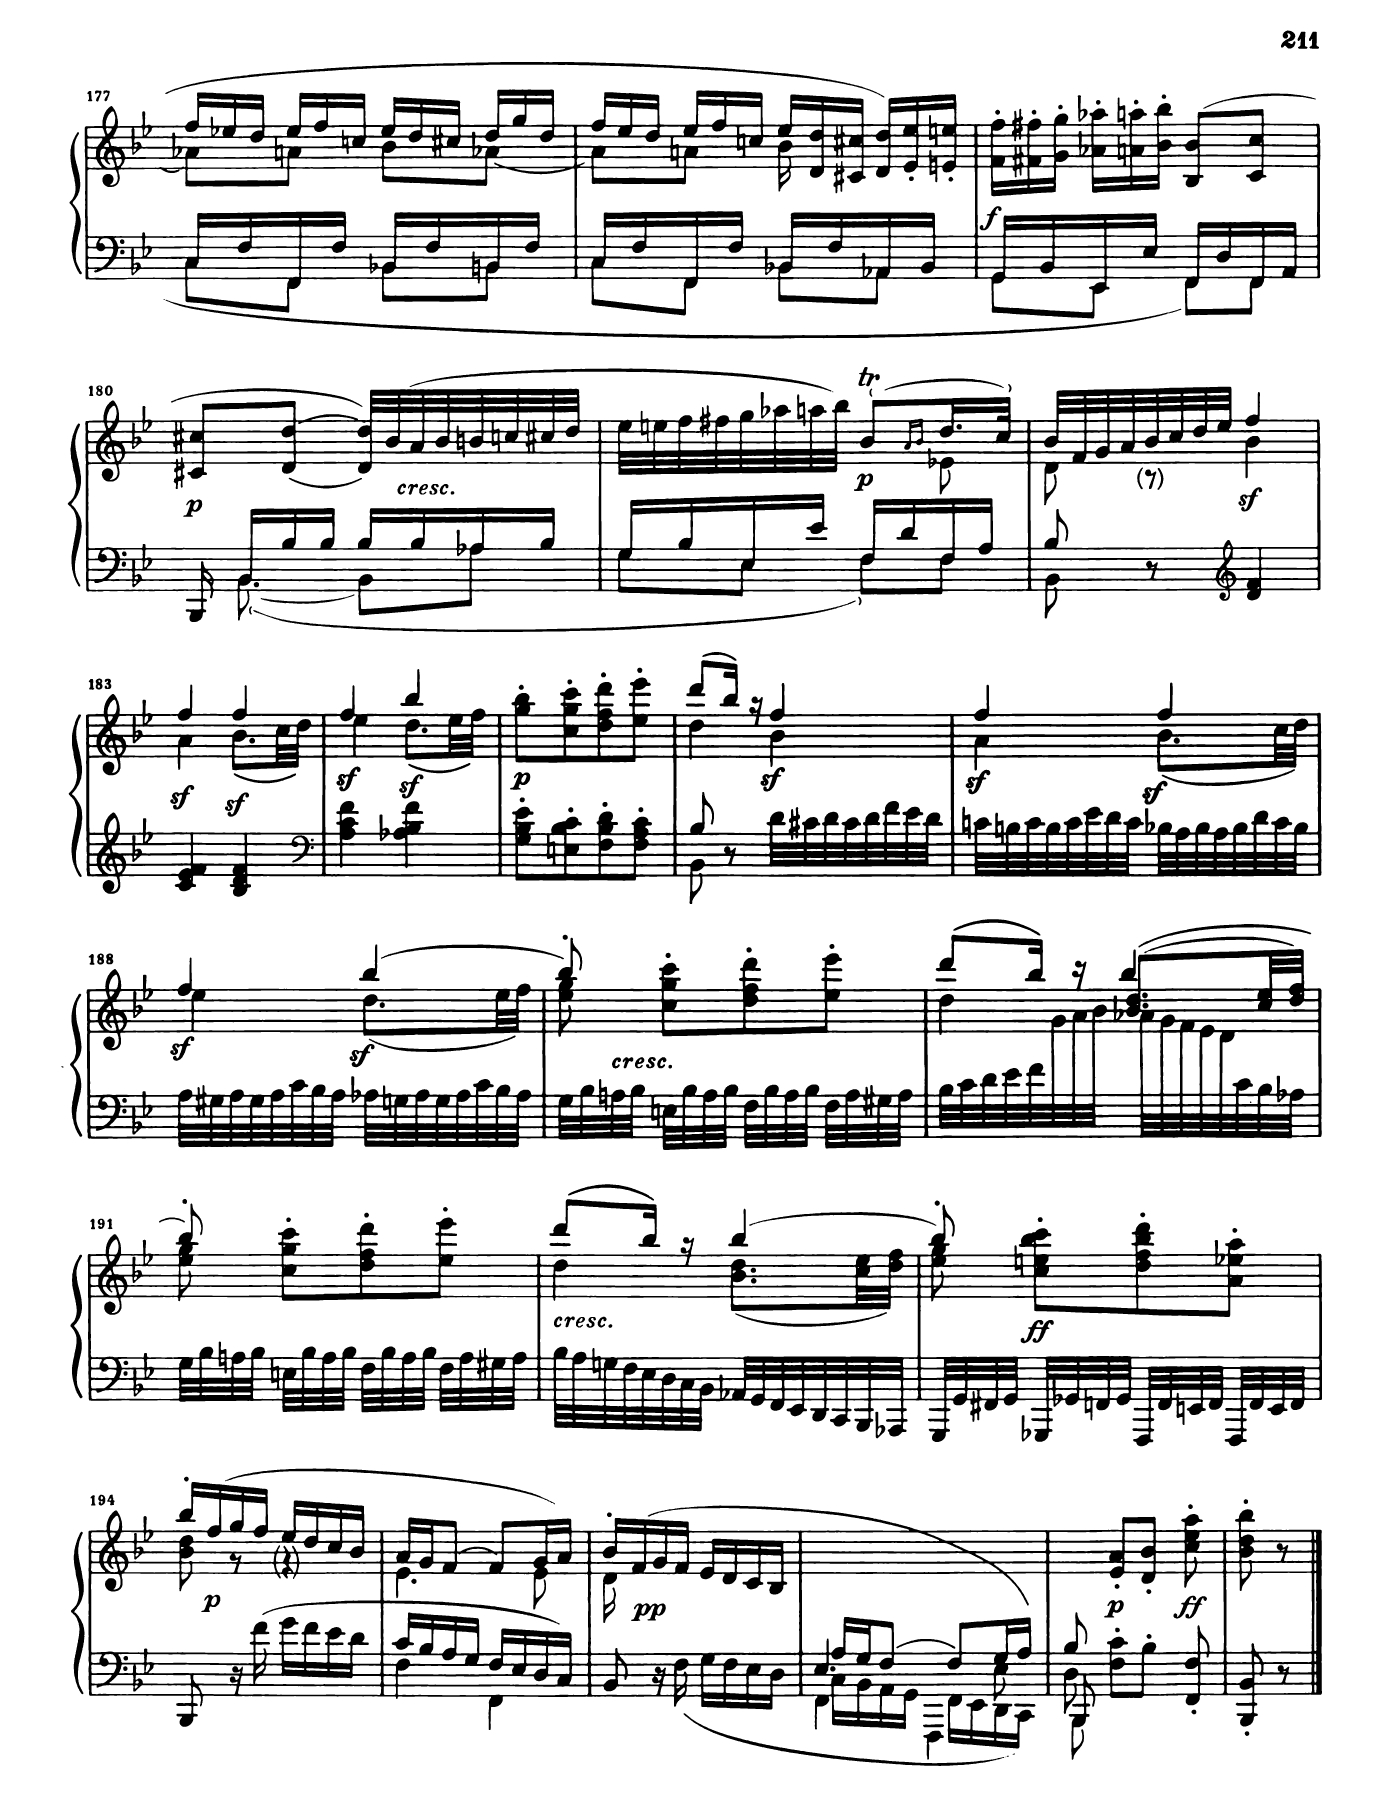 211
177
f
180
p
cresc.
tr
p
sf
183
sf sf sf sf p sf sf sf
188
sf sf cresc.
191
cresc. ff
194
p pp p ff